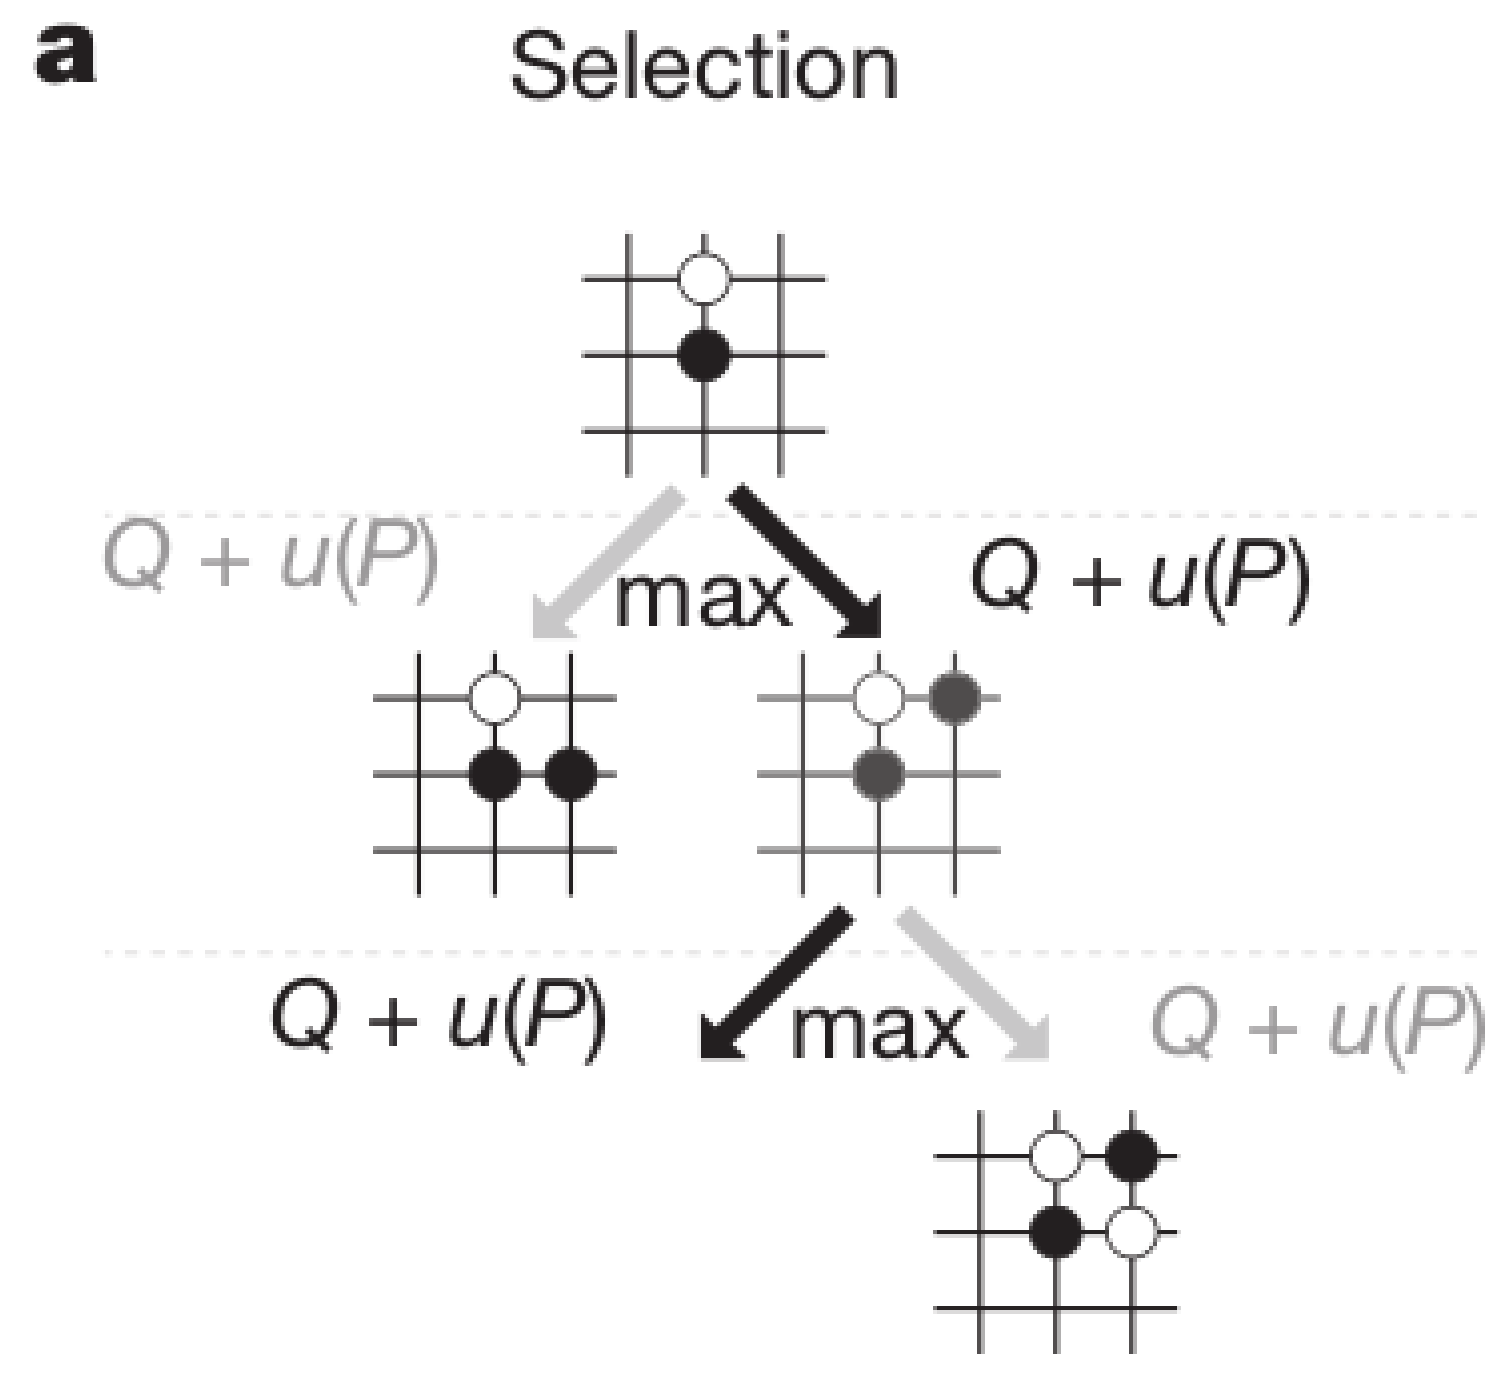 a
Selection
Q + u(P)
max
Q + u(P)
Q + u(P)
max
Q + u(P)